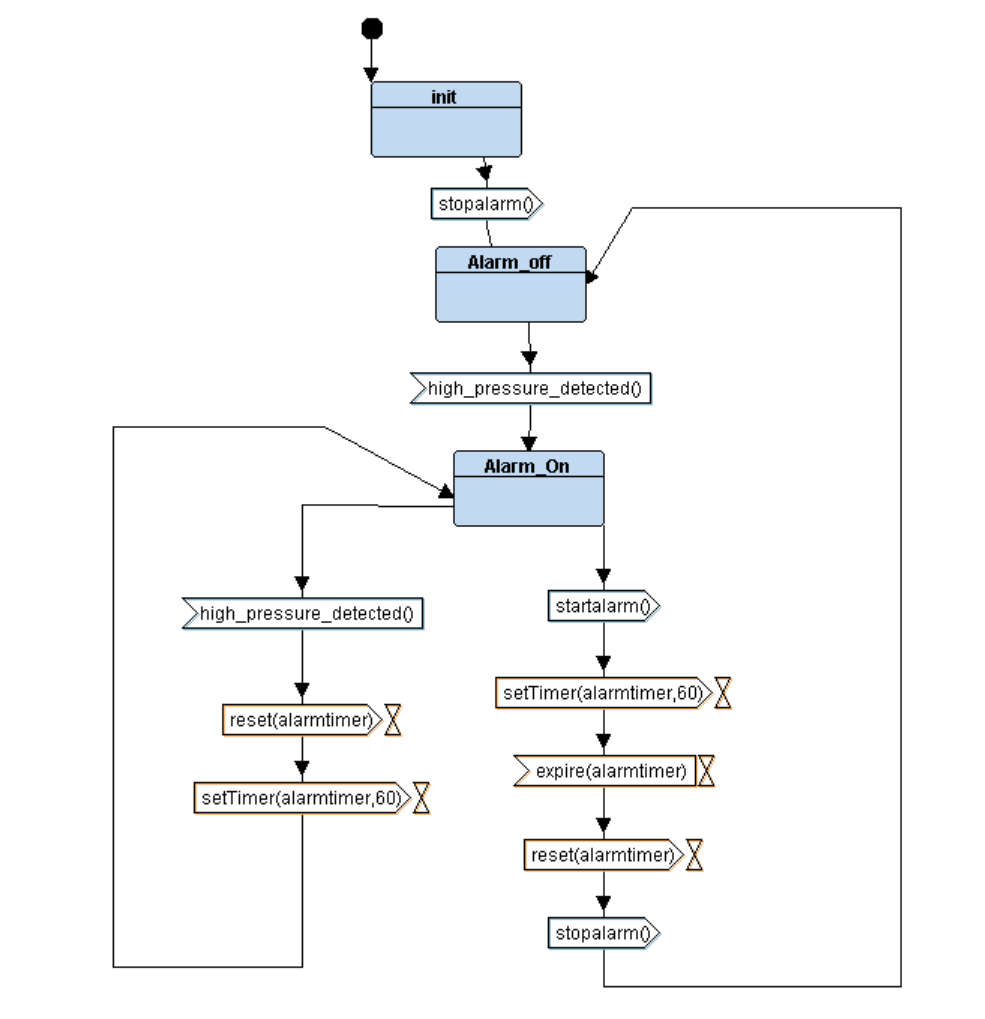 init
stopalarm()
Alarm_off
high_pressure_detected()
Alarm_On
high_pressure_detected()
reset(alarmtimer)
setTimer(alarmtimer,60)
startalarm()
setTimer(alarmtimer,60)
expire(alarmtimer)
reset(alarmtimer)
stopalarm()